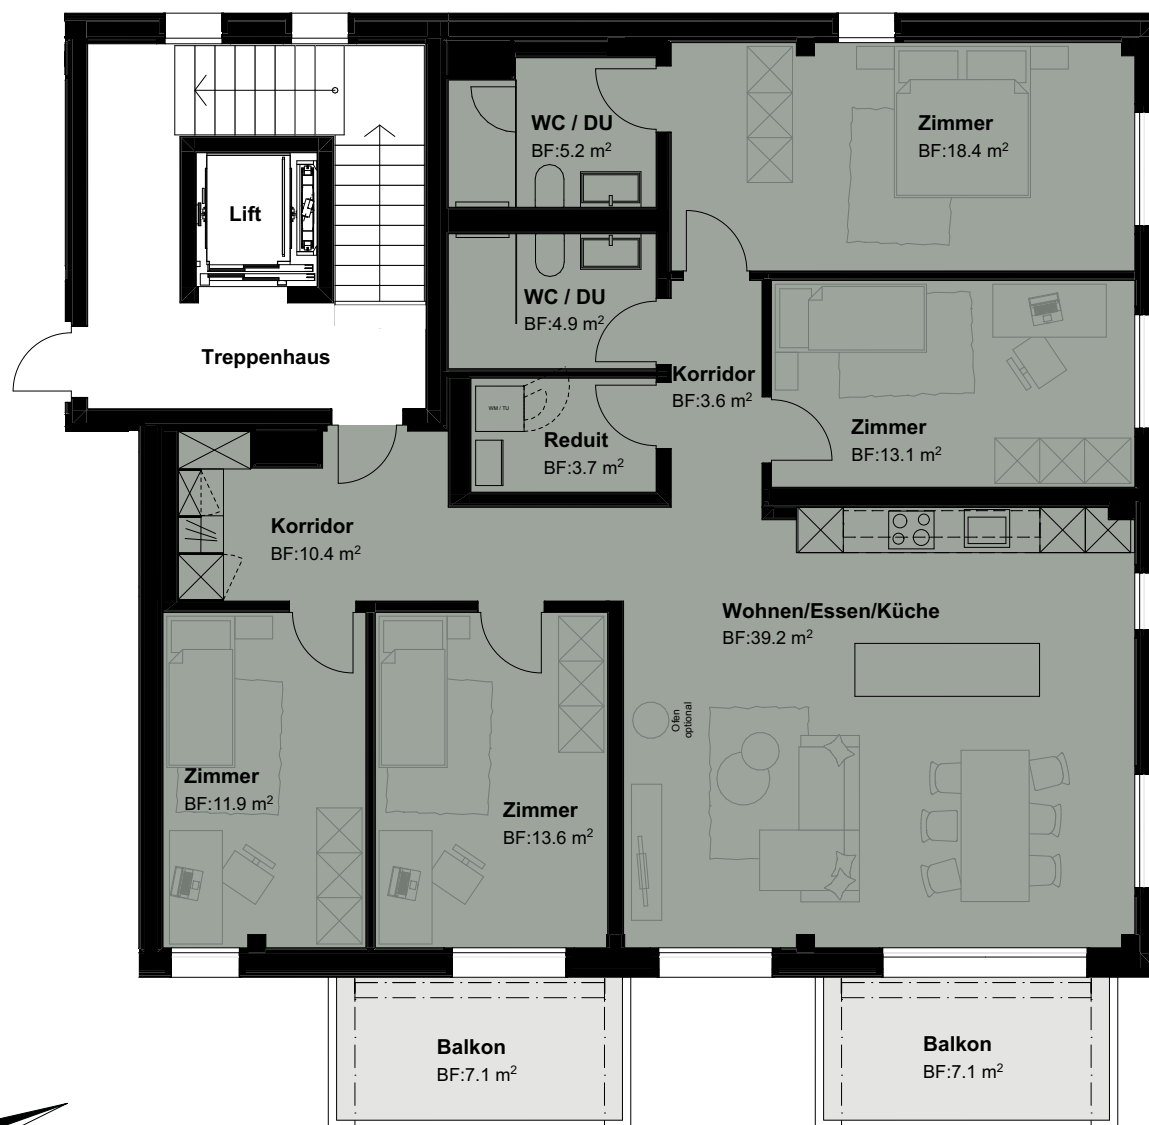 WC / DU
BF:5.2 m²
Zimmer
BF:18.4 m²
Lift
WC / DU
BF:4.9 m²
Treppenhaus
Korridor
BF:3.6 m²
WM / TU
Reduit
BF:3.7 m²
Zimmer
BF:13.1 m²
Korridor
BF:10.4 m²
Wohnen/Essen/Küche
BF:39.2 m²
Ofen
optional
Zimmer
BF:11.9 m²
Zimmer
BF:13.6 m²
Balkon
BF:7.1 m²
Balkon
BF:7.1 m²